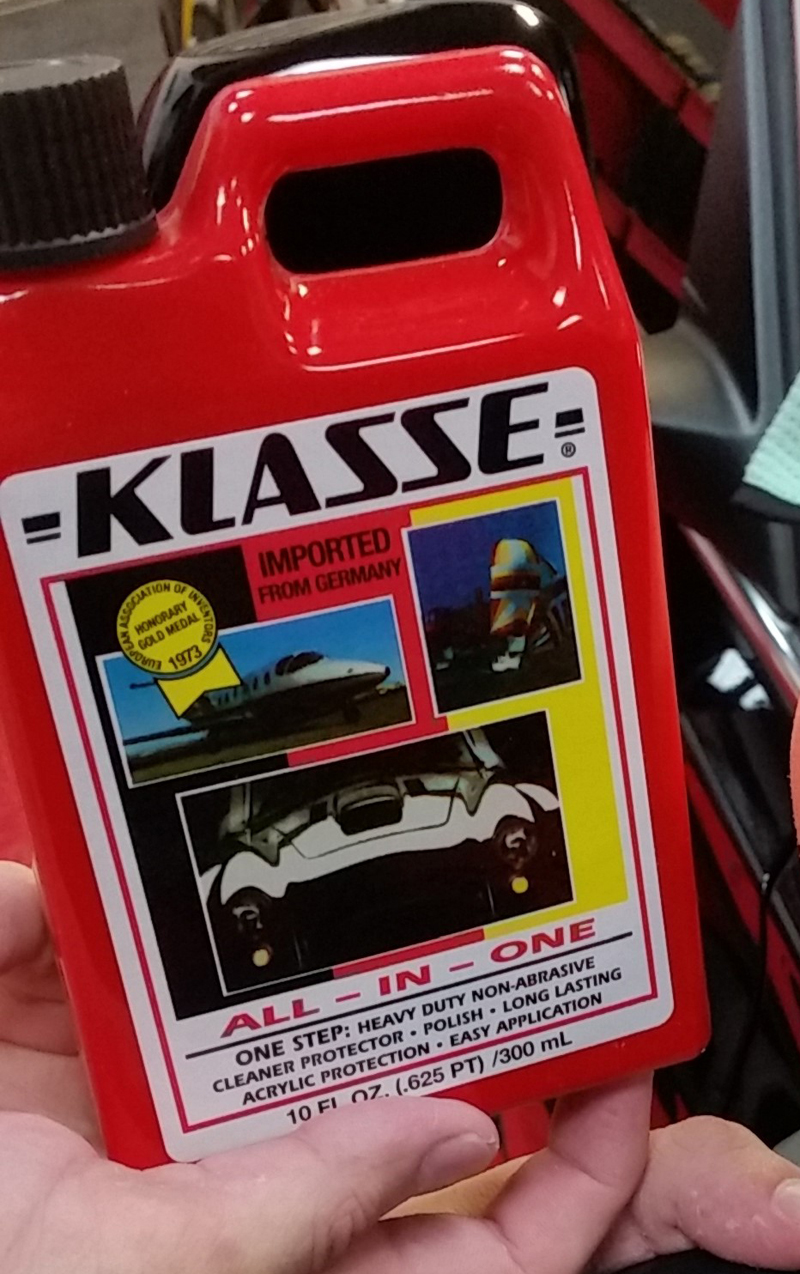 =KLASSE=
®
IMPORTED
FROM GERMANY
EUROPEAN ASSOCIATION OF INVENTORS
HONORARY
GOLD MEDAL
1973
ALL - IN - ONE
ONE STEP: HEAVY DUTY NON-ABRASIVE
CLEANER PROTECTOR • POLISH • LONG LASTING
ACRYLIC PROTECTION • EASY APPLICATION
10 FL OZ. (.625 PT) /300 mL